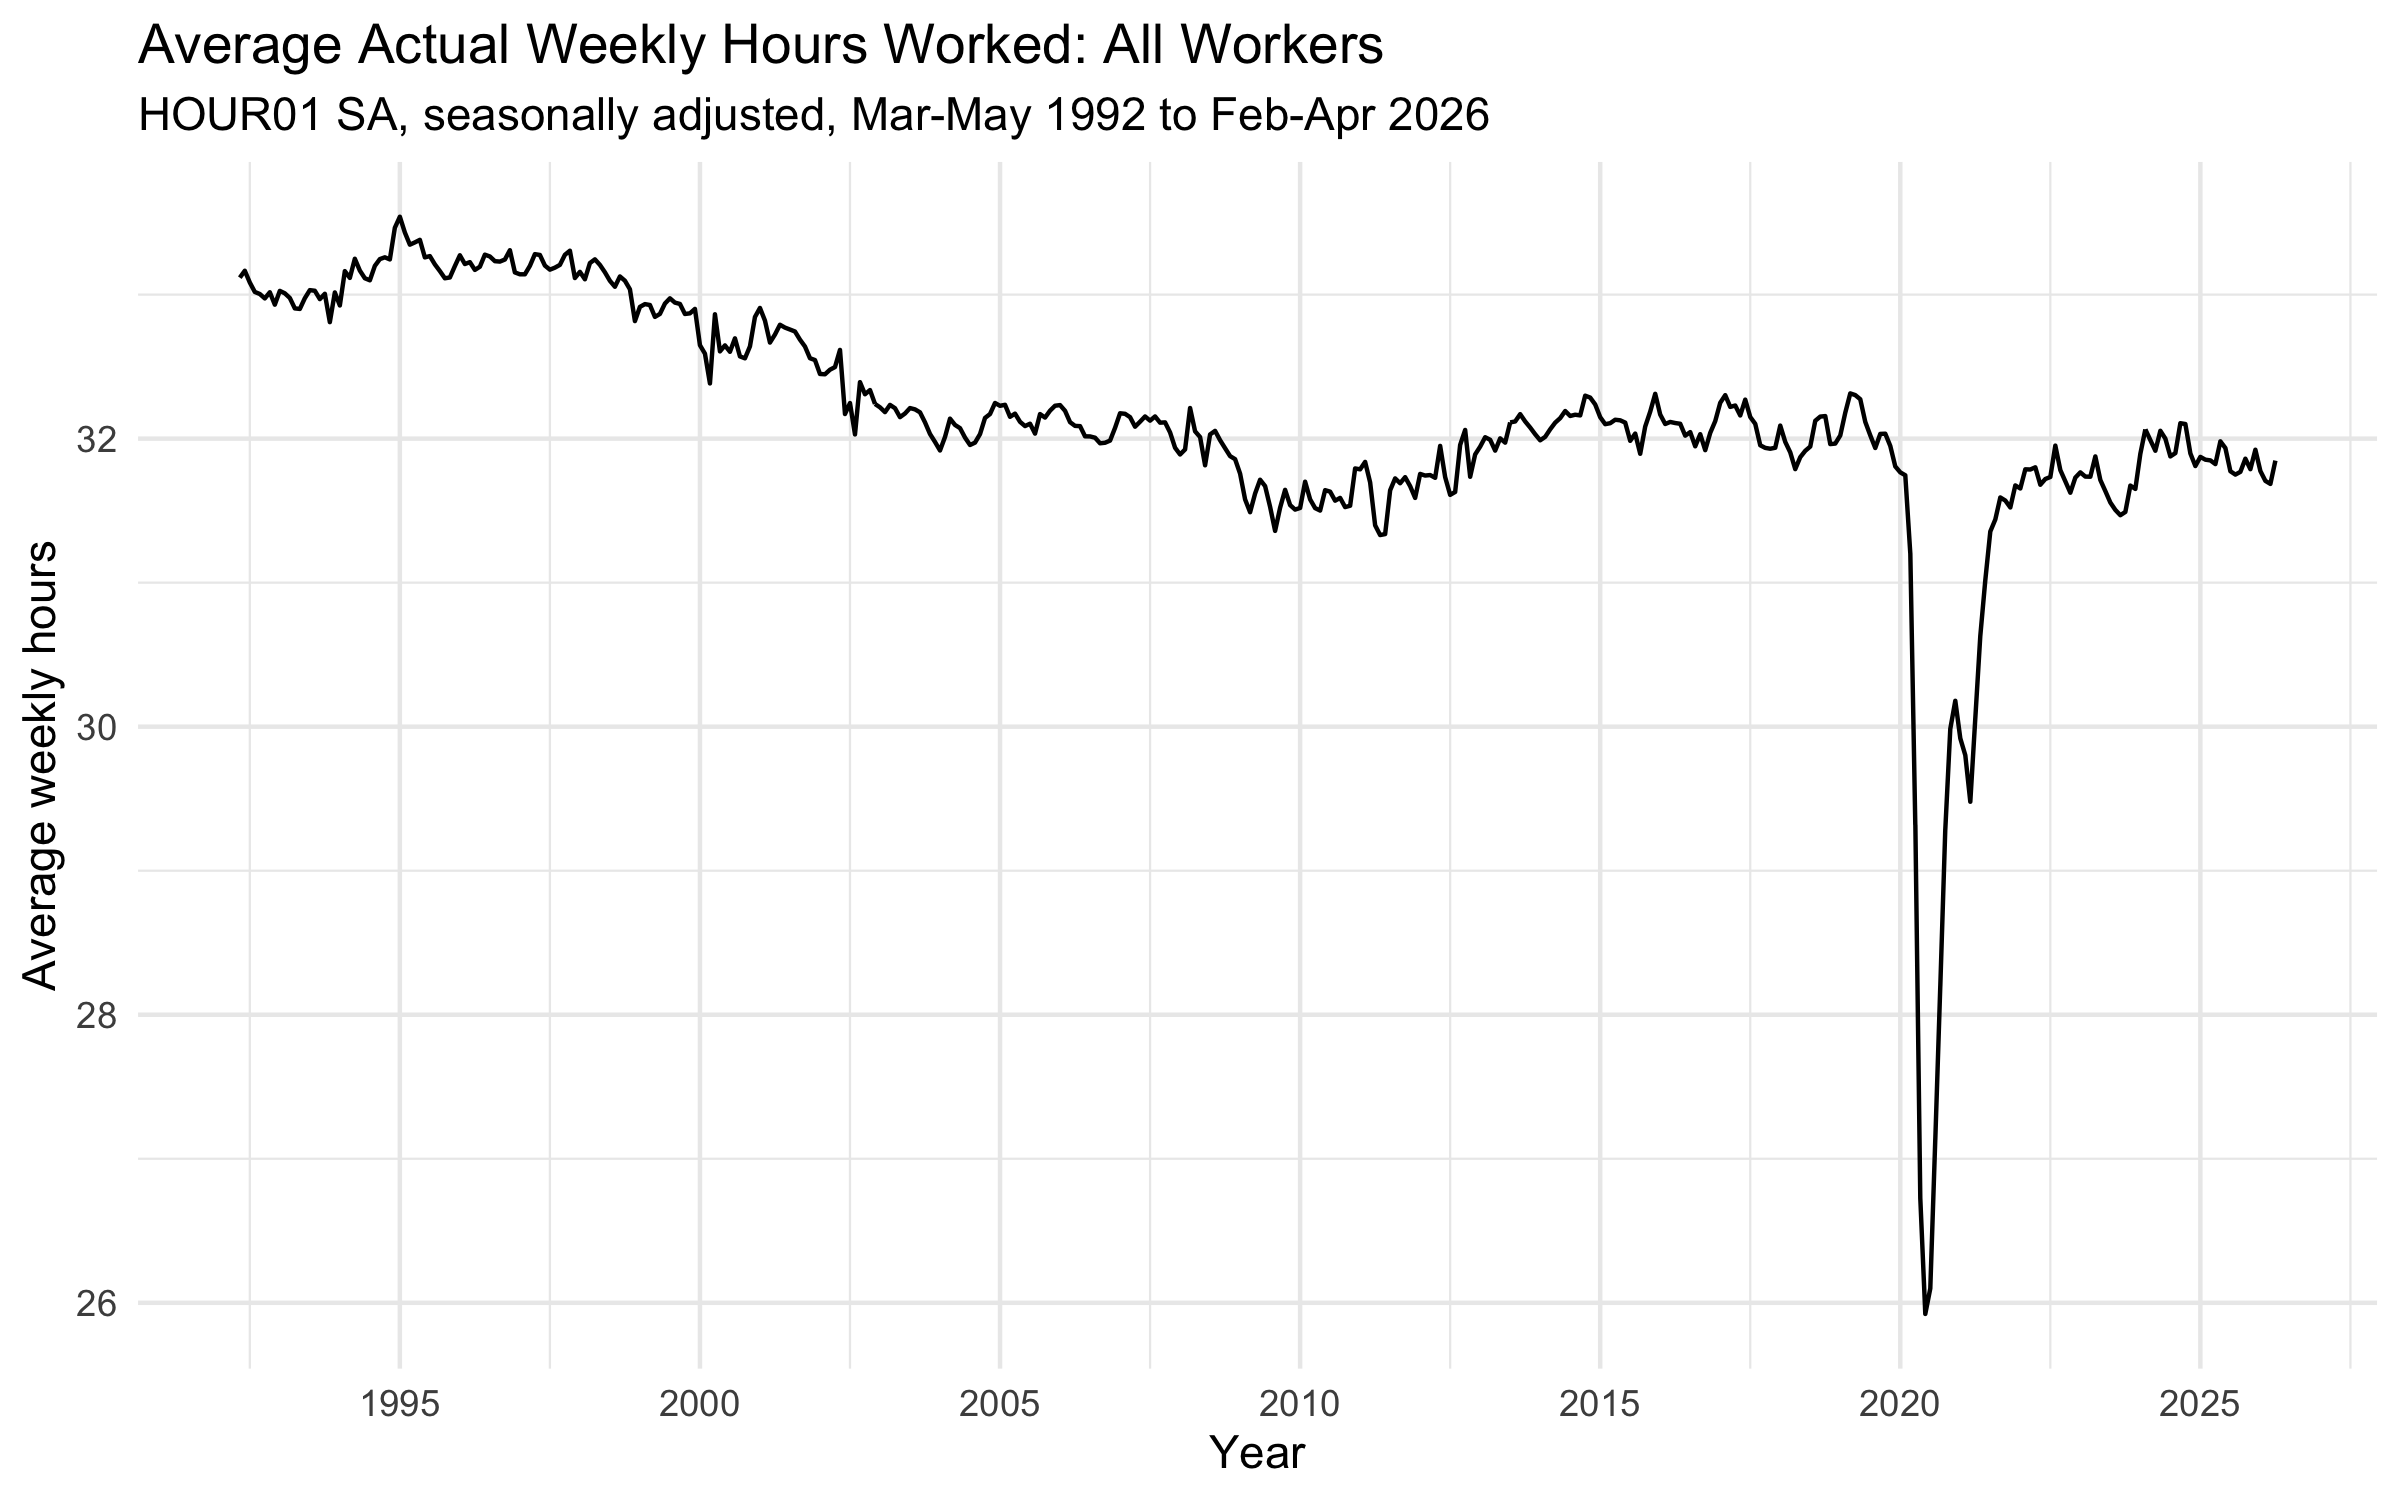 Average Actual Weekly Hours Worked: All Workers
HOUR01 SA, seasonally adjusted, Mar-May 1992 to Feb-Apr 2026
Average weekly hours
32
30
28
26
1995 2000 2005 2010 2015 2020 2025
Year